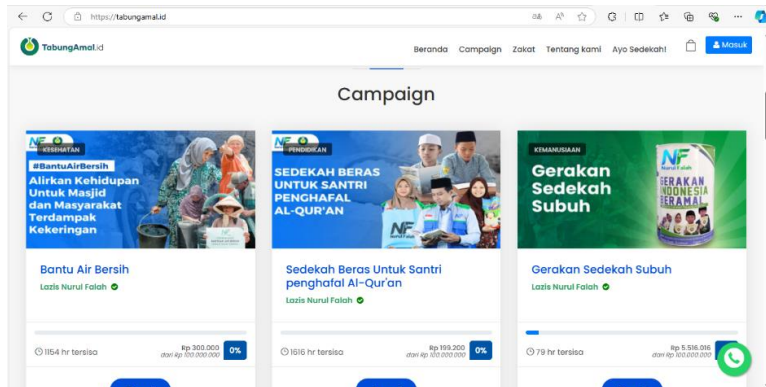 https://tabungamal.id
TabungAmal.id
Beranda Campaign Zakat Tentang kami Ayo Sedekah!
Masuk
Campaign
NF
KESEHATAN
#BantuAirBersih
Alirkan Kehidupan
Untuk Masjid
dan Masyarakat
Terdampak
Kekeringan
Bantu Air Bersih
Lazis Nurul Falah
1154 hr tersisa
Rp 300.000
dari Rp 100.000.000
0%
NF
PENDIDIKAN
SEDEKAH BERAS
UNTUK SANTRI
PENGHAFAL
AL-QUR'AN
NF
Sedekah Beras Untuk Santri
penghafal Al-Qur'an
Lazis Nurul Falah
1616 hr tersisa
Rp 199.200
dari Rp 100.000.000
0%
KEMANUSIAAN
Gerakan
Sedekah
Subuh
NF
Nurul Falah
GERAKAN
INDONESIA
BERAMAL
Gerakan Sedekah Subuh
Lazis Nurul Falah
79 hr tersisa
Rp 5.516.016
dari Rp 100.000.000